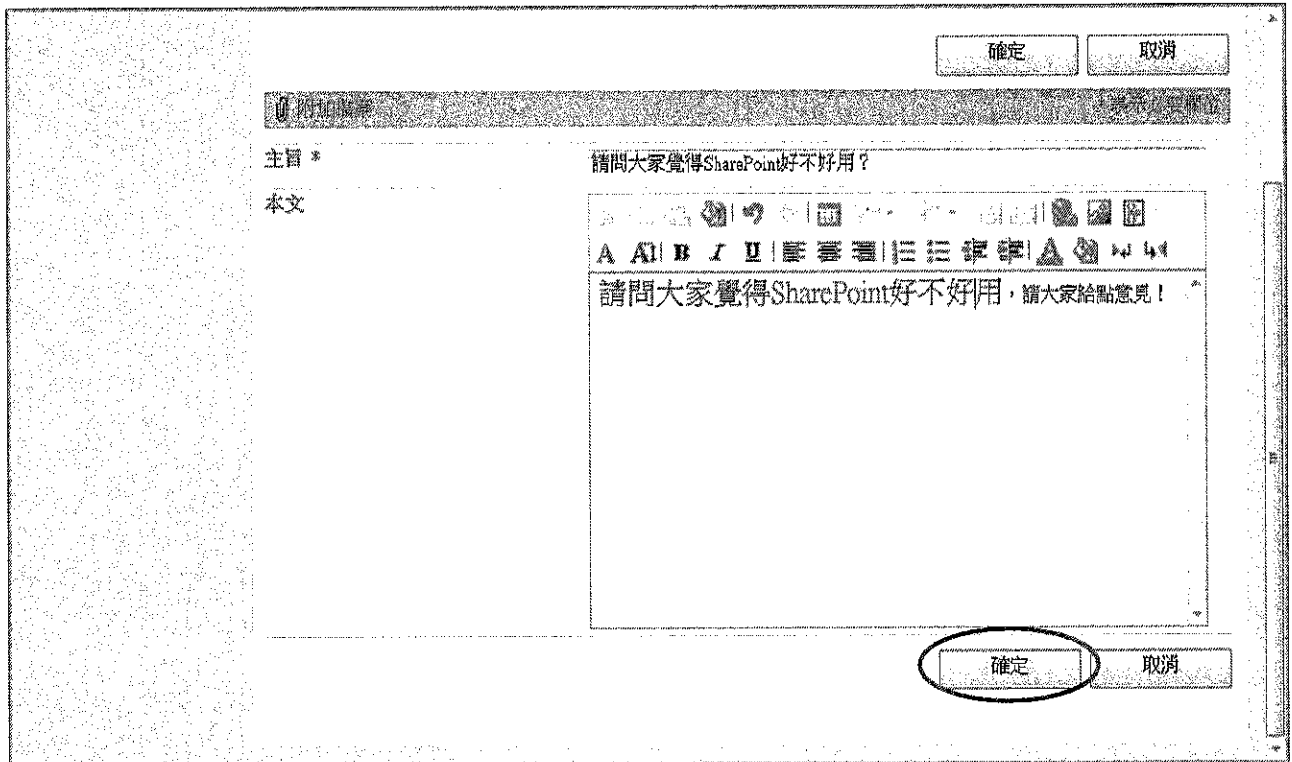 確定 取消
附加檔案
主旨 *
請問大家覺得SharePoint好不好用？
本文
A A B I U
請問大家覺得SharePoint好不好用，請大家給點意見！
確定 取消